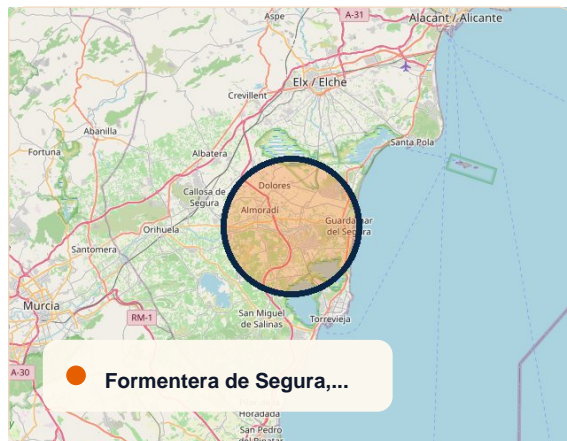 Aspe
A-31
Alacant / Alicante
Elx / Elche
Crevillent
Abanilla
Santa Pola
Fortuna
Albatera
Dolores
Callosa de
Segura
Almoradí
Guardamar
del Segura
Orihuela
Santomera
Murcia
RM-1
San Miguel
de Salinas
Torrevieja
A-30
Formentera de Segura,...
Horadada
San Pedro